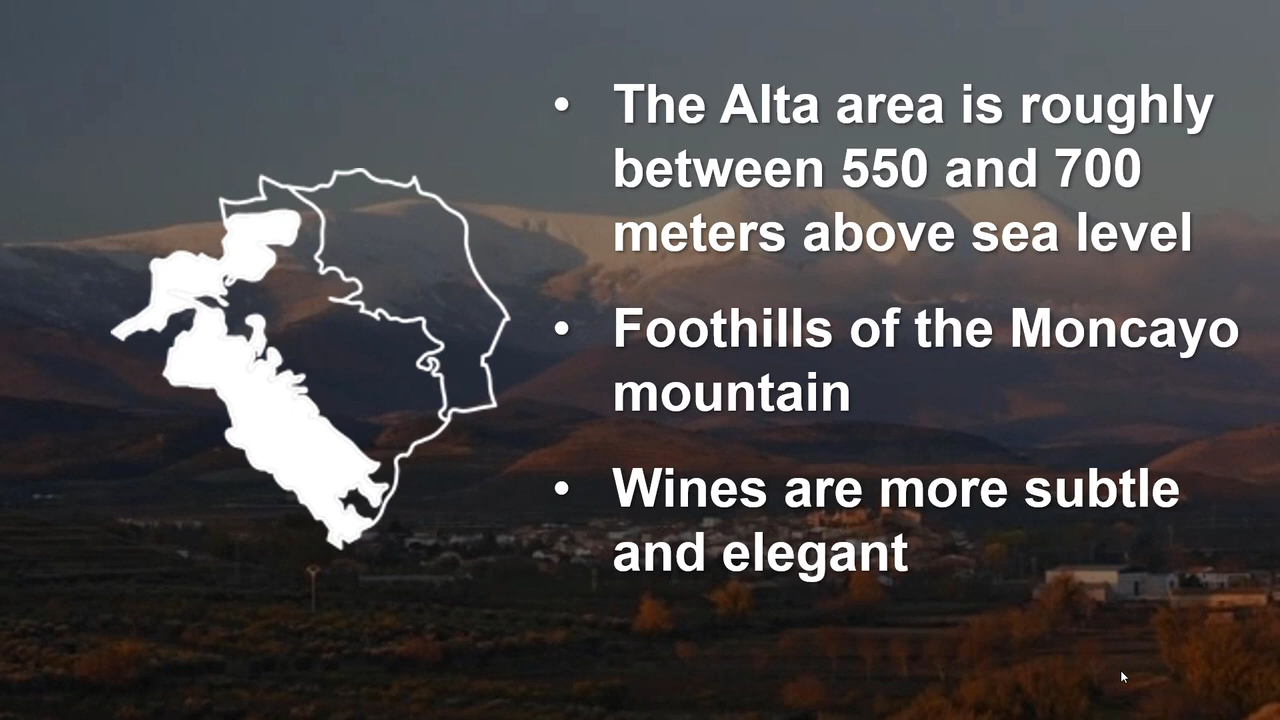 • The Alta area is roughly
between 550 and 700
meters above sea level
• Foothills of the Moncayo
mountain
• Wines are more subtle
and elegant